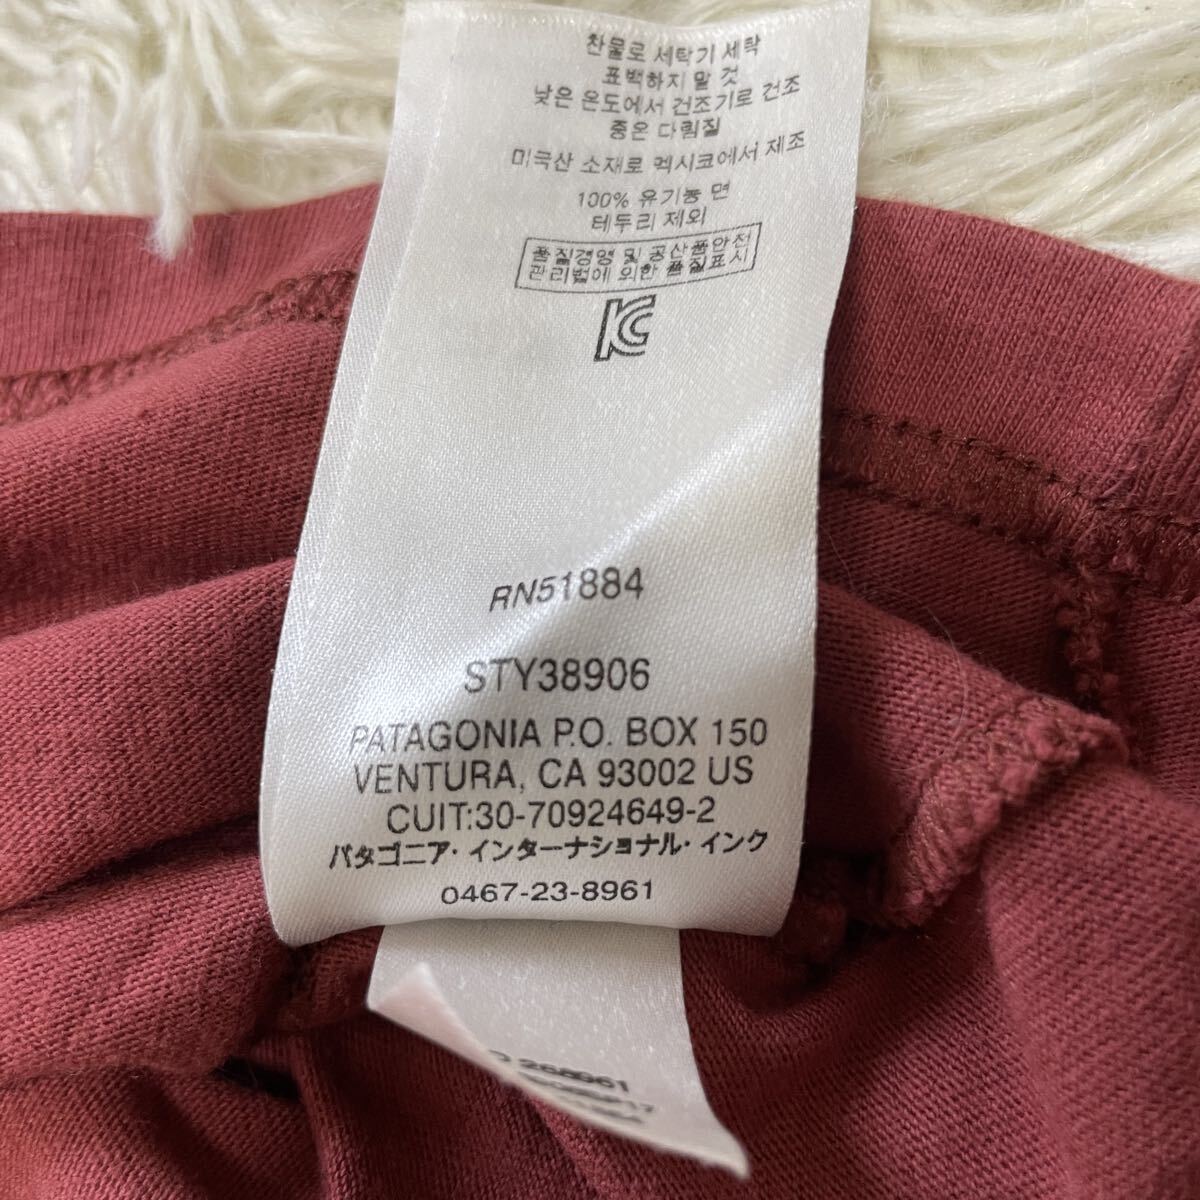 찬물로 세탁기 세탁
표백하지 말 것
낮은 온도에서 건조기로 건조
중온 다림질
미국산 소재로 멕시코에서 제조
100% 유기농 면
테두리 제외
품질경영 및 공산품안전
관리법에 의한 품질표시
KC
RN51884
STY38906
PATAGONIA P.O. BOX 150
VENTURA, CA 93002 US
CUIT:30-70924649-2
パタゴニア・インターナショナル・インク
0467-23-8961
268961